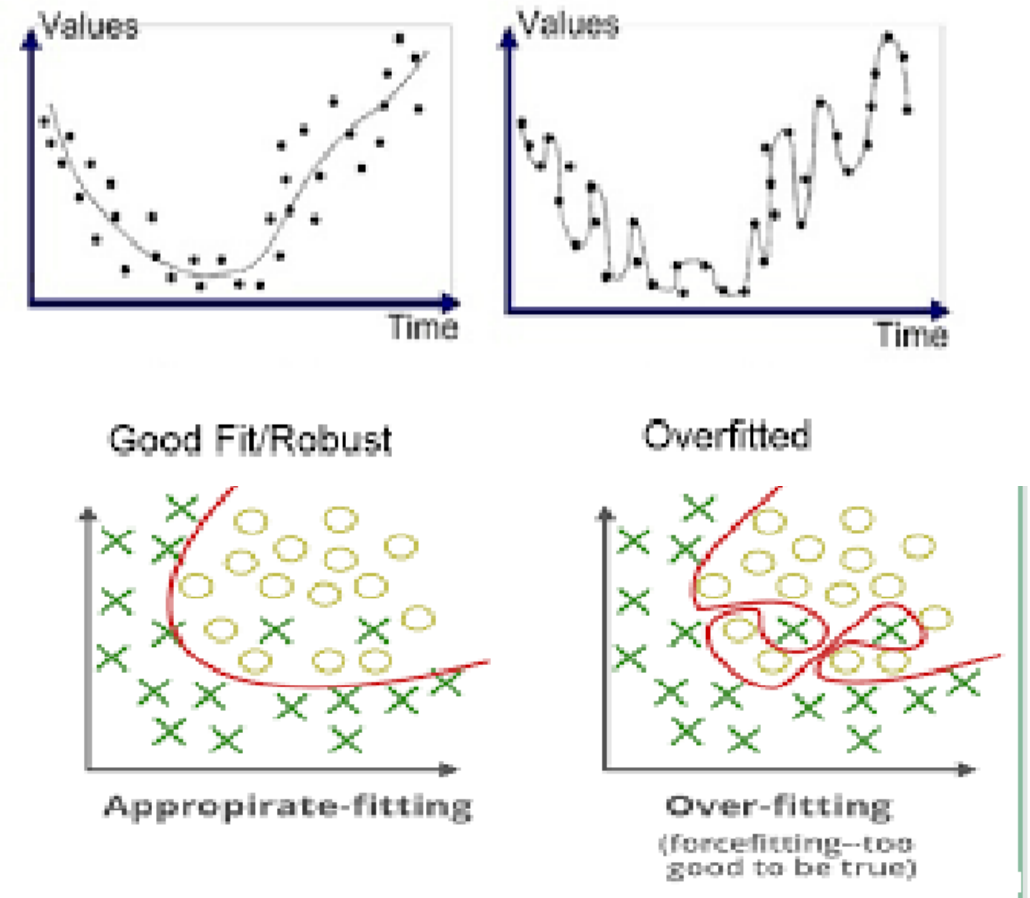 Values
Values
Time
Time
Good Fit/Robust
Overfitted
Appropirate-fitting
Over-fitting
(forcefitting--too
good to be true)